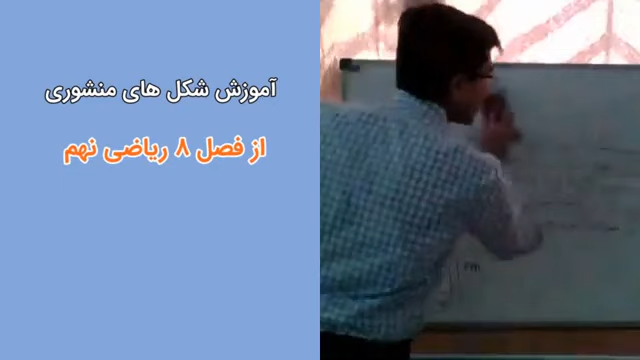 آموزش شکل های منشوری
از فصل ۸ ریاضی نهم